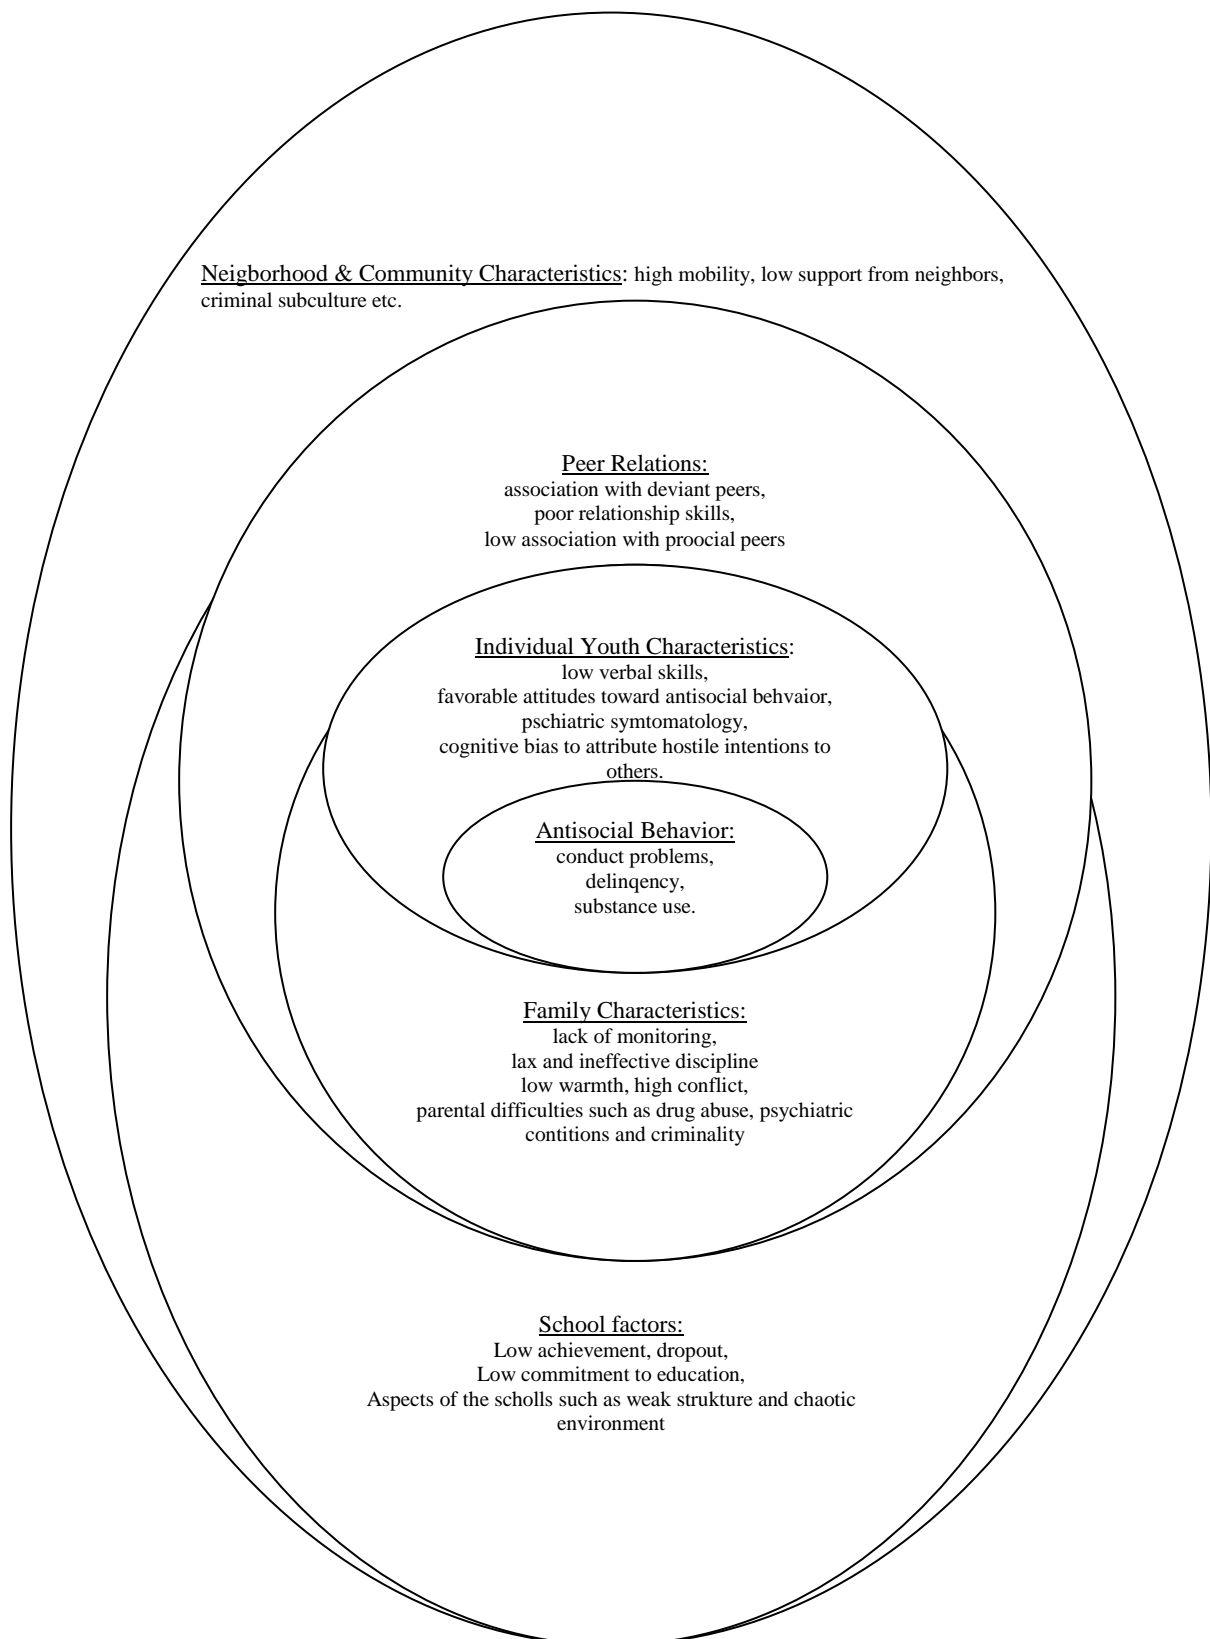 Neigborhood & Community Characteristics: high mobility, low support from neighbors,
criminal subculture etc.
Peer Relations:
association with deviant peers,
poor relationship skills,
low association with proocial peers
Individual Youth Characteristics:
low verbal skills,
favorable attitudes toward antisocial behvaior,
pschiatric symtomatology,
cognitive bias to attribute hostile intentions to
others.
Antisocial Behavior:
conduct problems,
delinqency,
substance use.
Family Characteristics:
lack of monitoring,
lax and ineffective discipline
low warmth, high conflict,
parental difficulties such as drug abuse, psychiatric
contitions and criminality
School factors:
Low achievement, dropout,
Low commitment to education,
Aspects of the scholls such as weak strukture and chaotic
environment